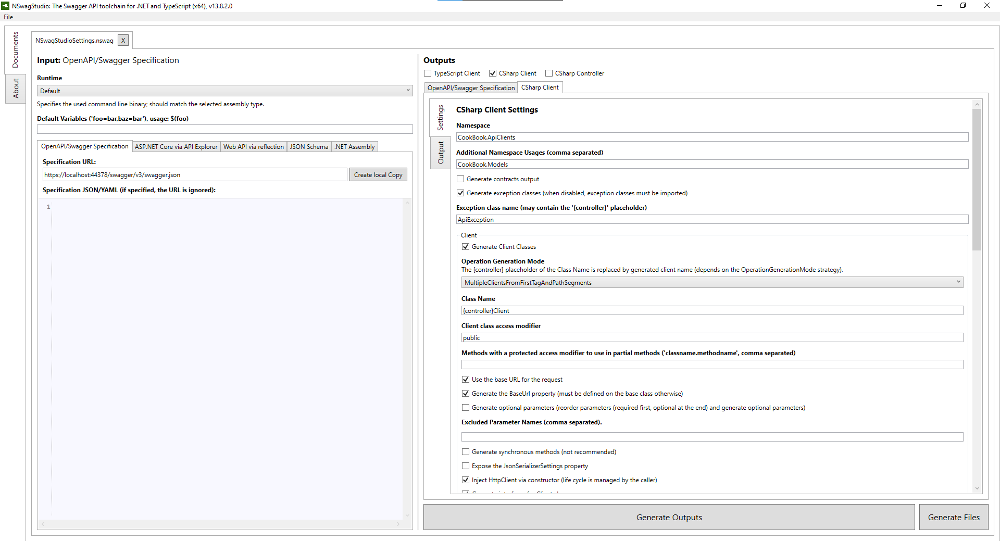 NSwagStudio: The Swagger API toolchain for .NET and TypeScript (x64), v13.8.2.0
File
Documents
About
NSwagStudioSettings.nswag X
Input: OpenAPI/Swagger Specification
Runtime
Default
Specifies the used command line binary; should match the selected assembly type.
Default Variables ('foo=bar,baz=bar'), usage: $(foo)
OpenAPI/Swagger Specification ASP.NET Core via API Explorer Web API via reflection JSON Schema .NET Assembly
Specification URL:
https://localhost:44378/swagger/v3/swagger.json Create local Copy
Specification JSON/YAML (if specified, the URL is ignored):
1
Outputs
TypeScript Client CSharp Client CSharp Controller
OpenAPI/Swagger Specification CSharp Client
Settings
Output
CSharp Client Settings
Namespace
CookBook.ApiClients
Additional Namespace Usages (comma separated)
CookBook.Models
Generate contracts output
Generate exception classes (when disabled, exception classes must be imported)
Exception class name (may contain the '{controller}' placeholder)
ApiException
Client
Generate Client Classes
Operation Generation Mode
The {controller} placeholder of the Class Name is replaced by generated client name (depends on the OperationGenerationMode strategy).
MultipleClientsFromFirstTagAndPathSegments
Class Name
{controller}Client
Client class access modifier
public
Methods with a protected access modifier to use in partial methods ('classname.methodname', comma separated)
Use the base URL for the request
Generate the BaseUrl property (must be defined on the base class otherwise)
Generate optional parameters (reorder parameters (required first, optional at the end) and generate optional parameters)
Excluded Parameter Names (comma separated).
Generate synchronous methods (not recommended)
Expose the JsonSerializerSettings property
Inject HttpClient via constructor (life cycle is managed by the caller)
Generate Outputs
Generate Files